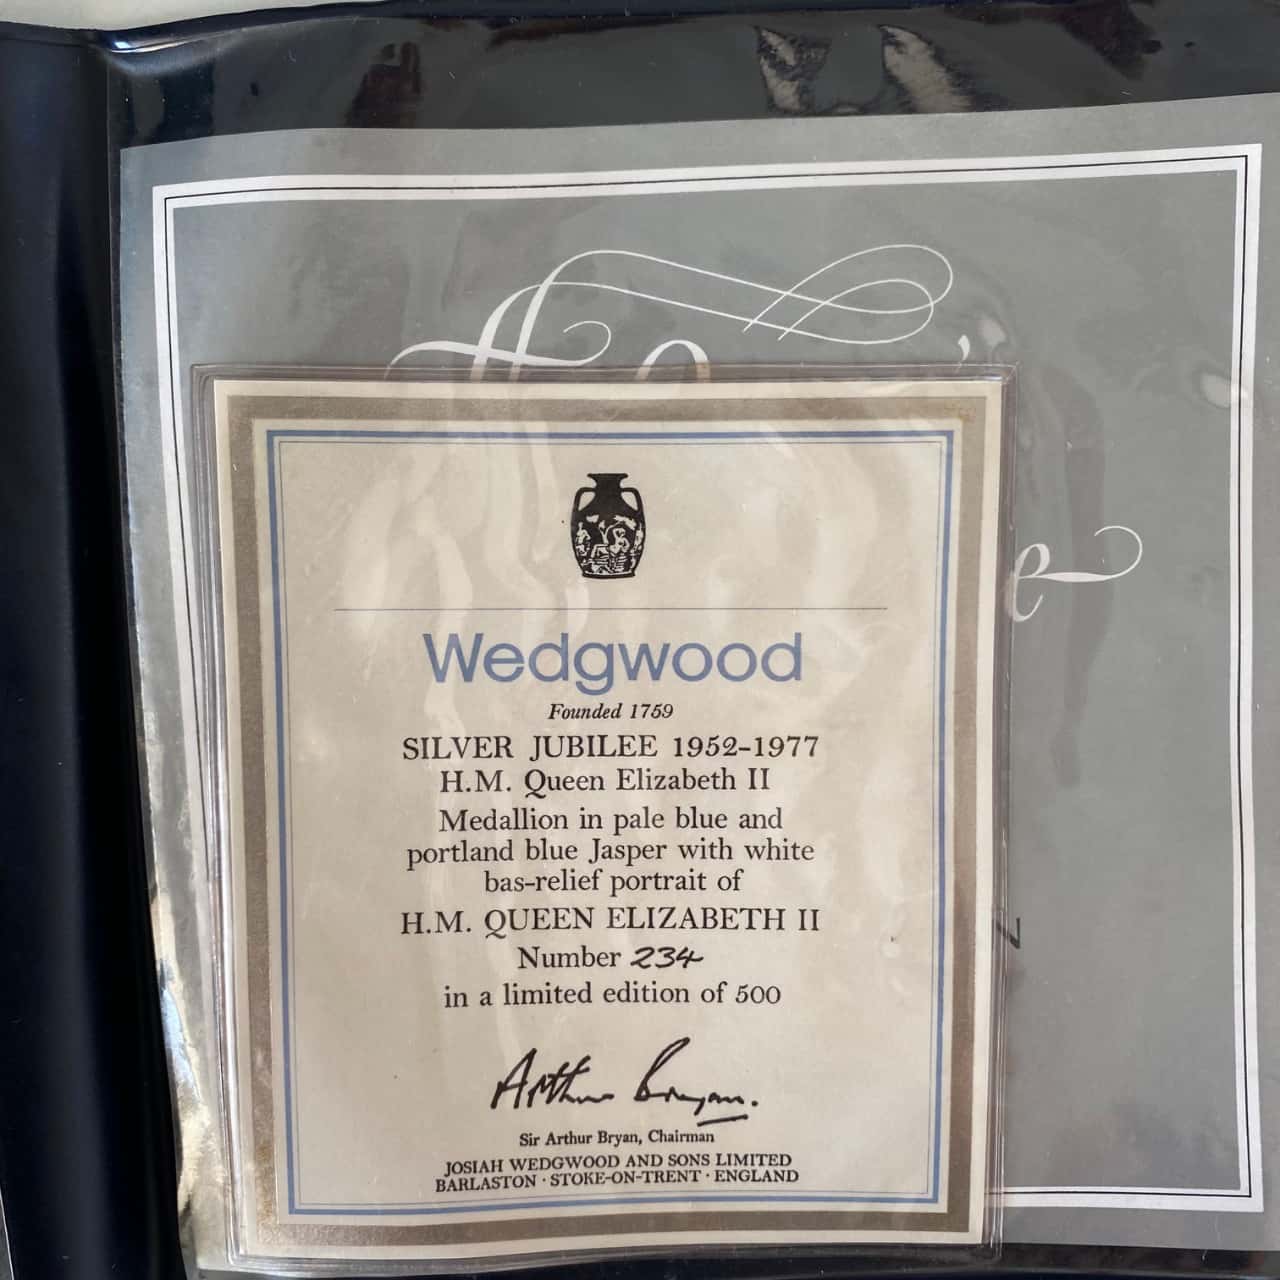 Wedgwood
Founded 1759
SILVER JUBILEE 1952-1977
H.M. Queen Elizabeth II
Medallion in pale blue and
portland blue Jasper with white
bas-relief portrait of
H.M. QUEEN ELIZABETH II
Number 234
in a limited edition of 500
Arthur Bryan.
Sir Arthur Bryan, Chairman
JOSIAH WEDGWOOD AND SONS LIMITED
BARLASTON · STOKE-ON-TRENT · ENGLAND